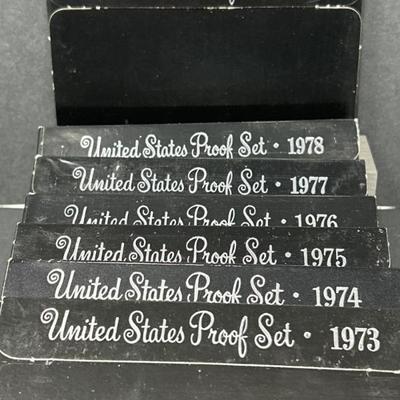 United States Proof Set • 1978
United States Proof Set • 1977
United States Proof Set • 1976
United States Proof Set • 1975
United States Proof Set • 1974
United States Proof Set • 1973